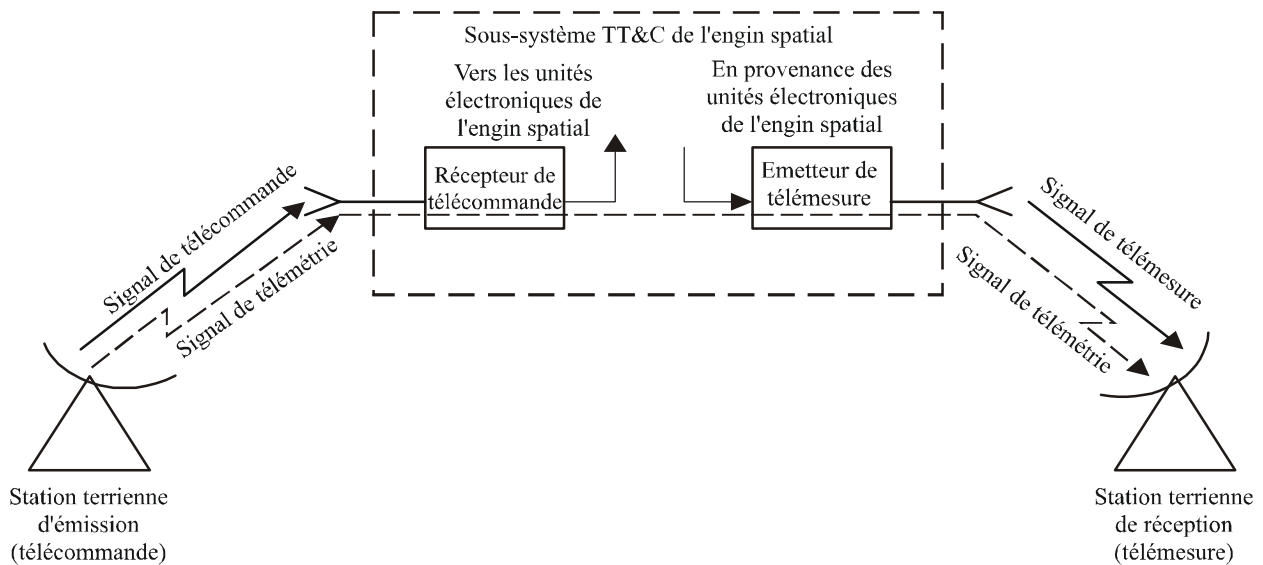 Sous-système TT&C de l'engin spatial
Vers les unités
électroniques de
l'engin spatial
En provenance des
unités électroniques
de l'engin spatial
Récepteur de
télécommande
Emetteur de
télémesure
Signal de télécommande
Signal de télémétrie
Signal de télémesure
Signal de télémétrie
Station terrienne
d'émission
(télécommande)
Station terrienne
de réception
(télémesure)